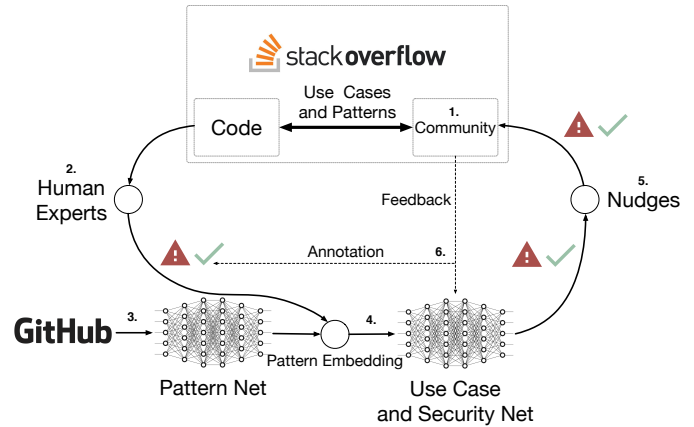 stackoverflow
Use Cases
and Patterns
Code
1.
Community
2.
Human
Experts
5.
Nudges
Feedback
Annotation
6.
GitHub
3.
4.
Pattern Embedding
Pattern Net
Use Case
and Security Net